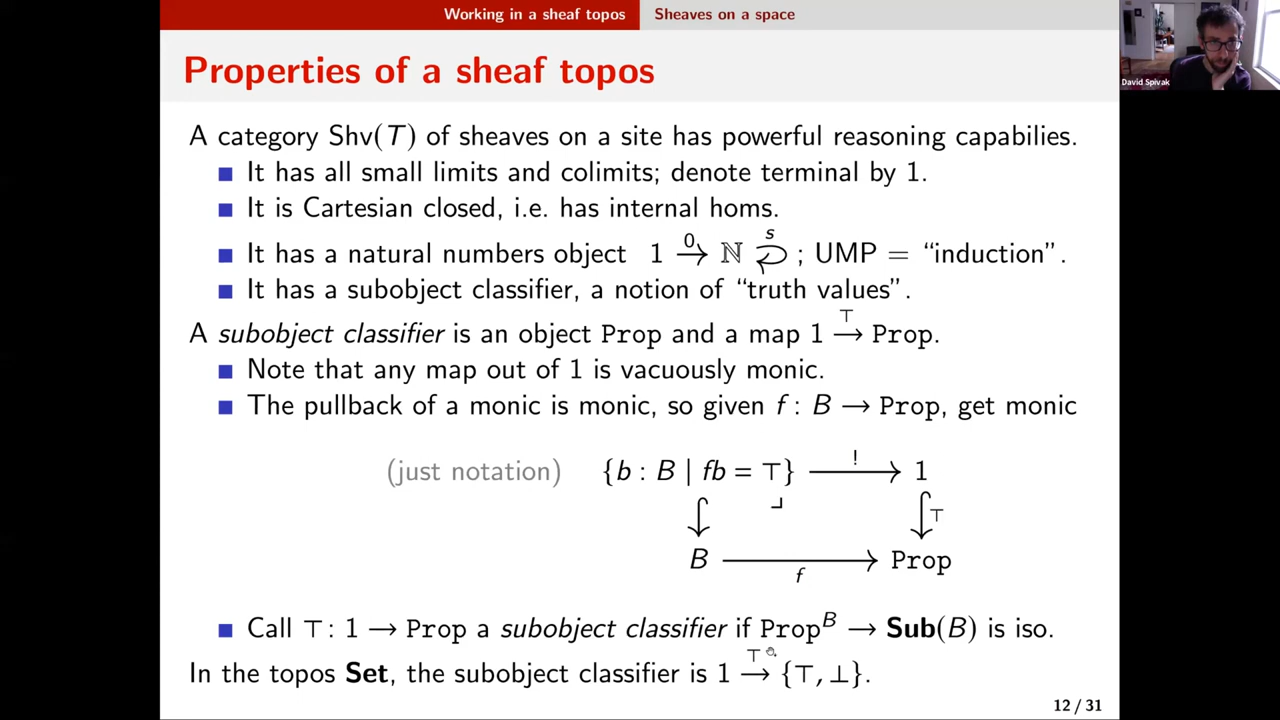 Working in a sheaf topos Sheaves on a space
David Spivak
Properties of a sheaf topos
A category Shv(T) of sheaves on a site has powerful reasoning capabilies.
It has all small limits and colimits; denote terminal by 1.
It is Cartesian closed, i.e. has internal homs.
It has a natural numbers object 1 →⁰ ℕ ↩ˢ ; UMP = “induction”.
It has a subobject classifier, a notion of “truth values”.
A subobject classifier is an object Prop and a map 1 →^⊤ Prop.
Note that any map out of 1 is vacuously monic.
The pullback of a monic is monic, so given f : B → Prop, get monic
(just notation) {b : B | fb = ⊤} ! 1
⌟ ⊤
B f Prop
Call ⊤: 1 → Prop a subobject classifier if Prop^B → Sub(B) is iso.
In the topos Set, the subobject classifier is 1 →^⊤ {⊤, ⊥}.
12 / 31